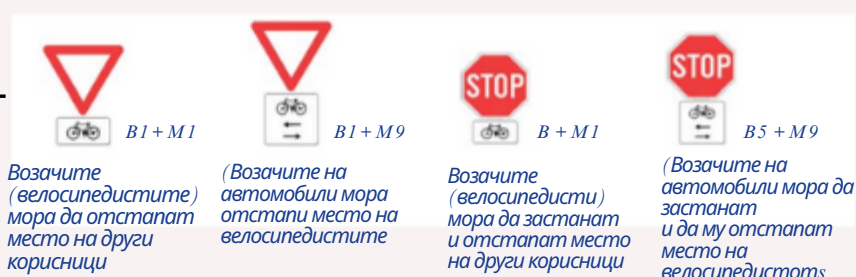 STOP
STOP
B1+M1
B1+M9
B+M1
B5+M9
Возачите
(велосипедистите)
мора да отстапат
место на други
корисници
(Возачите на
автомобили мора
отстапи место на
велосипедистите
Возачите
(велосипедисти)
мора да застанат
и отстапат место
на други корисници
(Возачите на
автомобили мора да
застанат
и да му отстапат
место на
велосипедистотs